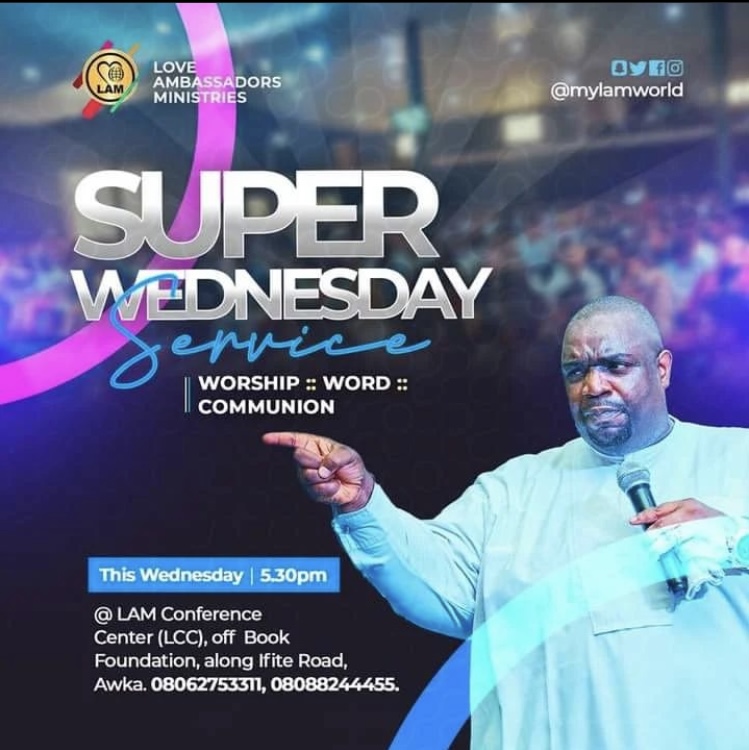 LAM
LOVE
AMBASSADORS
MINISTRIES
@mylamworld
SUPER
WEDNESDAY
Service
WORSHIP :: WORD ::
COMMUNION
This Wednesday | 5.30pm
@ LAM Conference
Center (LCC), off Book
Foundation, along Ifite Road,
Awka. 08062753311, 08088244455.